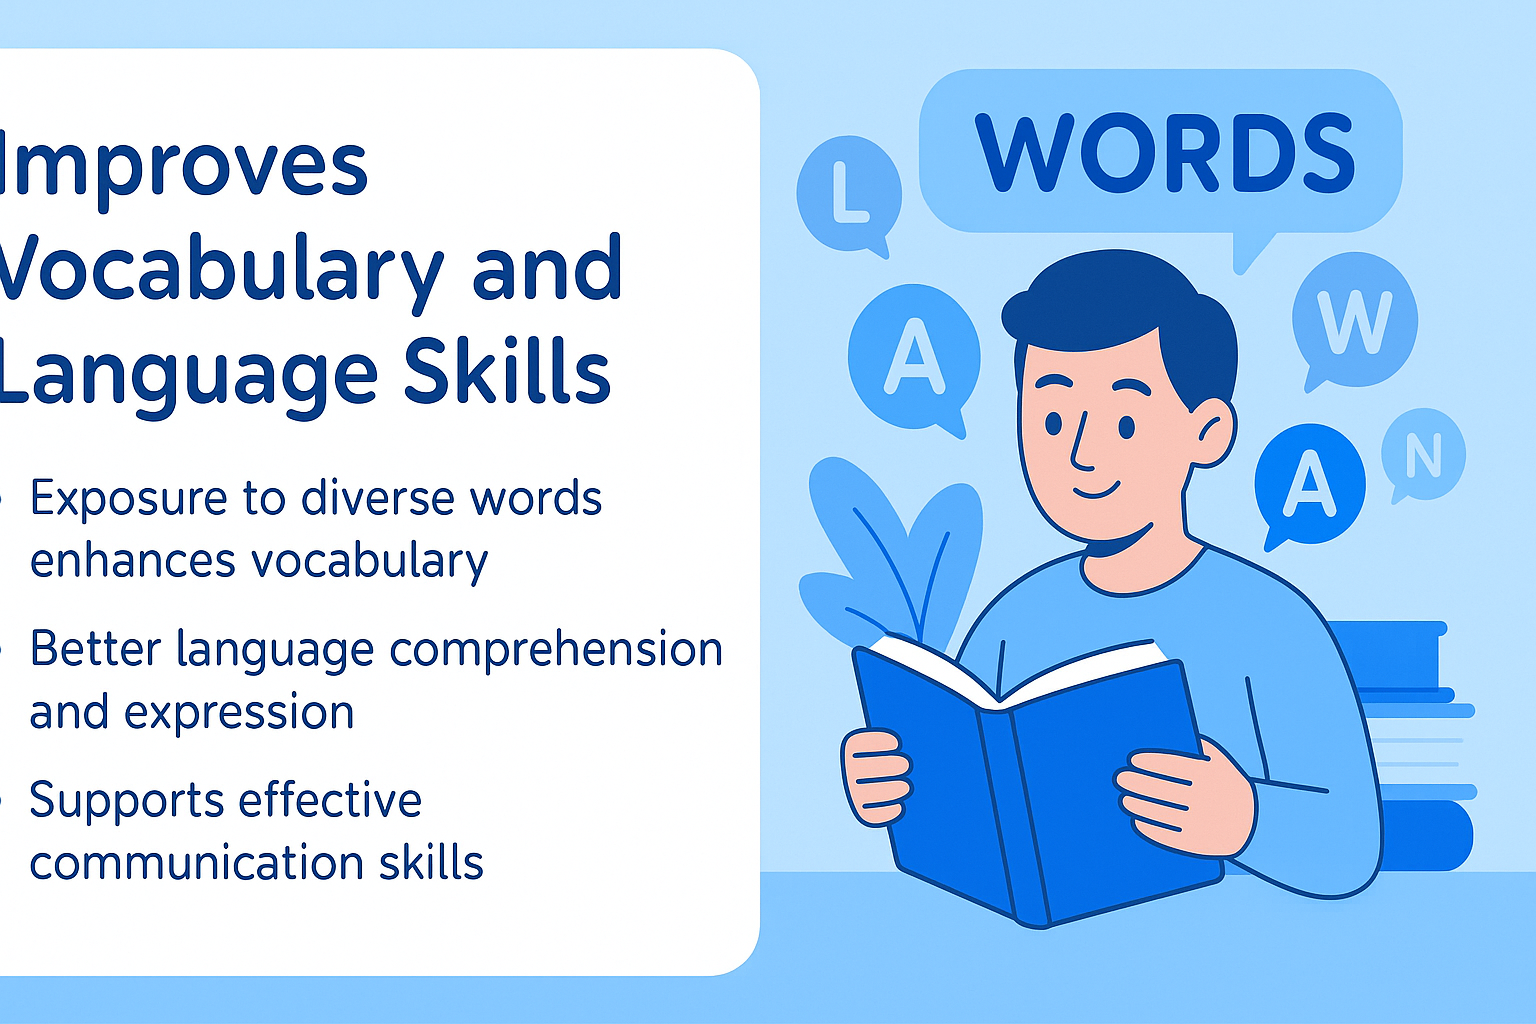 Improves
Vocabulary and
Language Skills
• Exposure to diverse words
enhances vocabulary
• Better language comprehension
and expression
• Supports effective
communication skills
WORDS
L
A
W
A
N